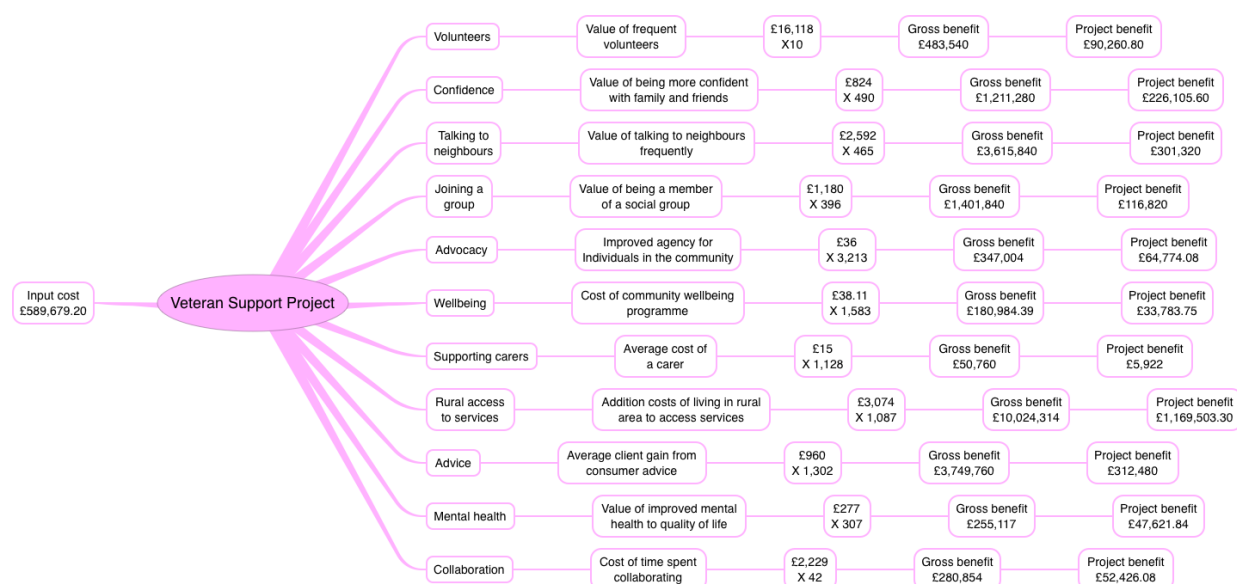 Volunteers
Value of frequent
volunteers
£16,118
X10
Gross benefit
£483,540
Project benefit
£90,260.80
Confidence
Value of being more confident
with family and friends
£824
X 490
Gross benefit
£1,211,280
Project benefit
£226,105.60
Talking to
neighbours
Value of talking to neighbours
frequently
£2,592
X 465
Gross benefit
£3,615,840
Project benefit
£301,320
Joining a
group
Value of being a member
of a social group
£1,180
X 396
Gross benefit
£1,401,840
Project benefit
£116,820
Advocacy
Improved agency for
Individuals in the community
£36
X 3,213
Gross benefit
£347,004
Project benefit
£64,774.08
Input cost
£589,679.20
Veteran Support Project
Wellbeing
Cost of community wellbeing
programme
£38.11
X 1,583
Gross benefit
£180,984.39
Project benefit
£33,783.75
Supporting carers
Average cost of
a carer
£15
X 1,128
Gross benefit
£50,760
Project benefit
£5,922
Rural access
to services
Addition costs of living in rural
area to access services
£3,074
X 1,087
Gross benefit
£10,024,314
Project benefit
£1,169,503.30
Advice
Average client gain from
consumer advice
£960
X 1,302
Gross benefit
£3,749,760
Project benefit
£312,480
Mental health
Value of improved mental
health to quality of life
£277
X 307
Gross benefit
£255,117
Project benefit
£47,621.84
Collaboration
Cost of time spent
collaborating
£2,229
X 42
Gross benefit
£280,854
Project benefit
£52,426.08